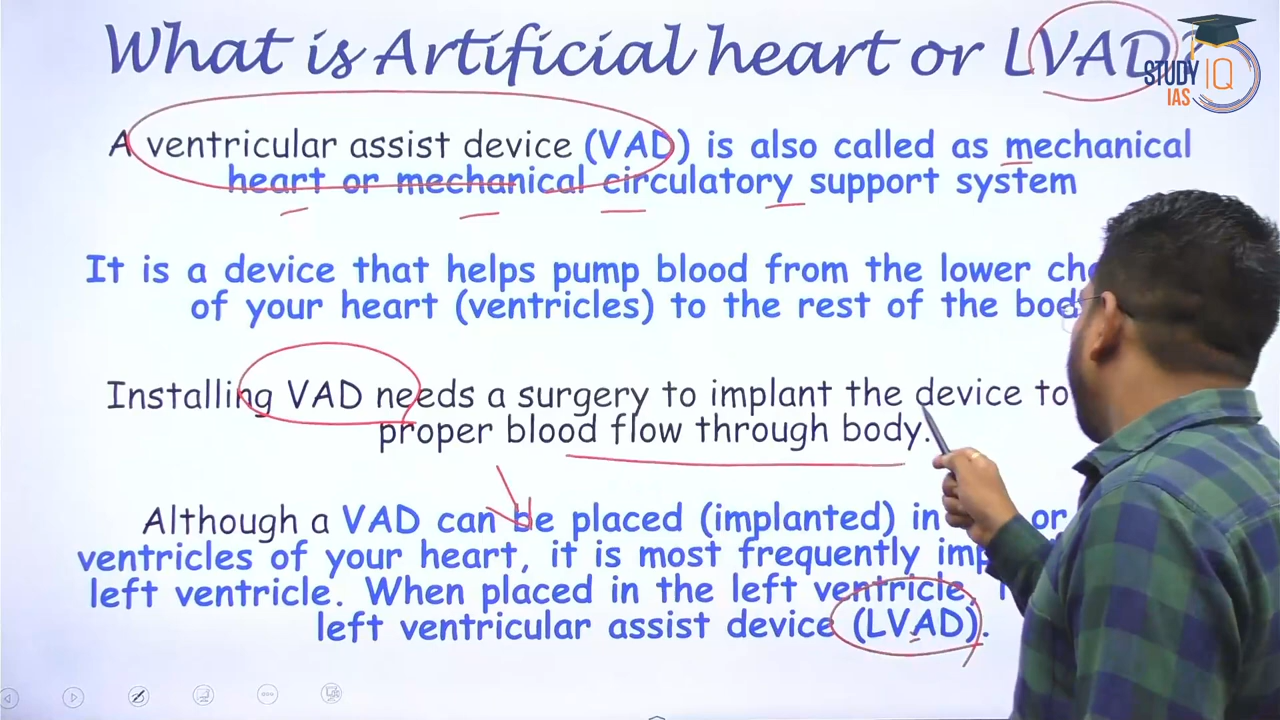 What is Artificial heart or LVAD?
STUDY IQ
IAS
A ventricular assist device (VAD) is also called as mechanical
heart or mechanical circulatory support system
It is a device that helps pump blood from the lower
of your heart (ventricles) to the rest of the
Installing VAD needs a surgery to implant the device to
proper blood flow through body.
Although a VAD can be placed (implanted) in or
ventricles of your heart, it is most frequently
left ventricle. When placed in the left ventricle,
left ventricular assist device (LVAD).